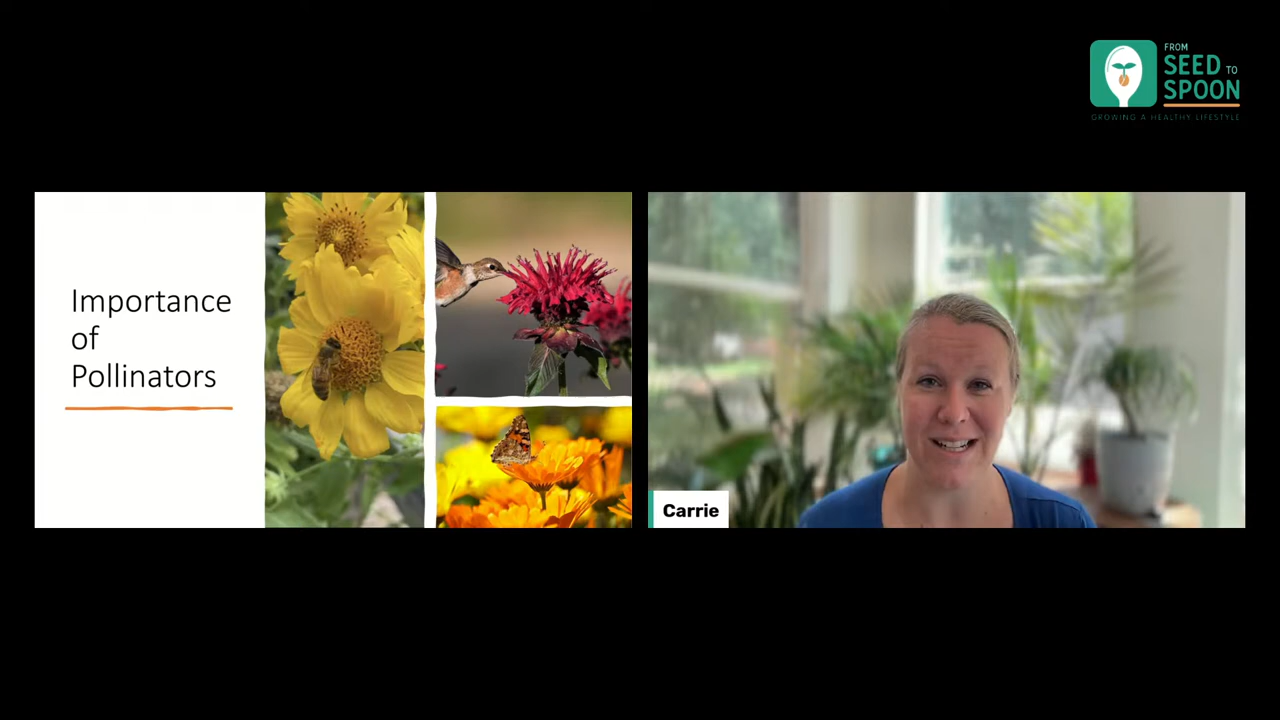 FROM
SEED TO
SPOON
GROWING A HEALTHY LIFESTYLE
Importance
of
Pollinators
Carrie